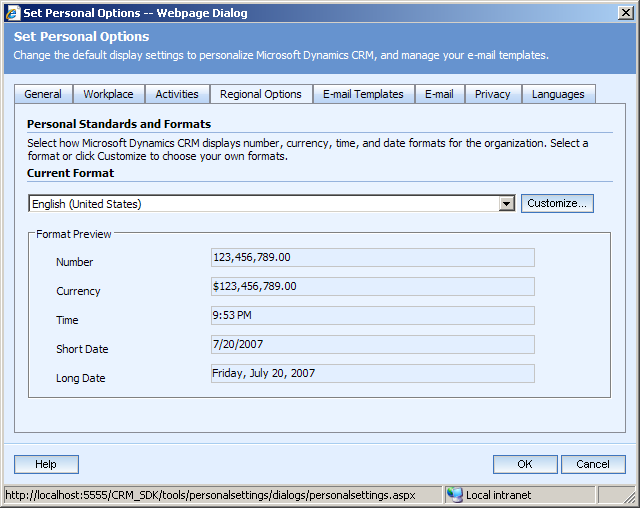 Set Personal Options -- Webpage Dialog
Set Personal Options
Change the default display settings to personalize Microsoft Dynamics CRM, and manage your e-mail templates.
General Workplace Activities Regional Options E-mail Templates E-mail Privacy Languages
Personal Standards and Formats
Select how Microsoft Dynamics CRM displays number, currency, time, and date formats for the organization. Select a
format or click Customize to choose your own formats.
Current Format
English (United States) Customize...
Format Preview
Number 123,456,789.00
Currency $123,456,789.00
Time 9:53 PM
Short Date 7/20/2007
Long Date Friday, July 20, 2007
Help OK Cancel
http://localhost:5555/CRM_SDK/tools/personalsettings/dialogs/personalsettings.aspx Local intranet